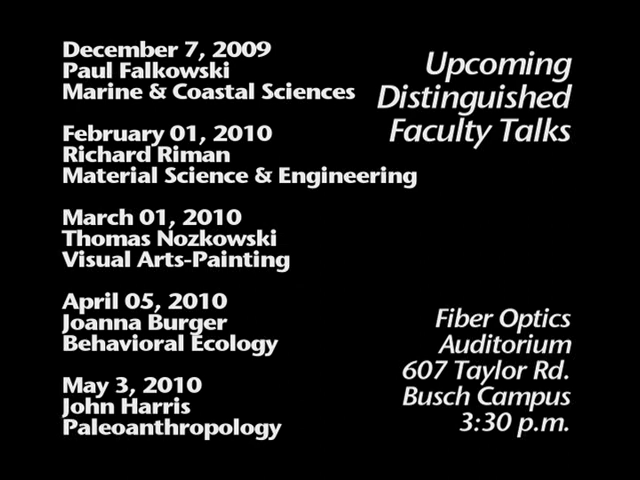 December 7, 2009
Paul Falkowski
Marine & Coastal Sciences
February 01, 2010
Richard Riman
Material Science & Engineering
March 01, 2010
Thomas Nozkowski
Visual Arts-Painting
April 05, 2010
Joanna Burger
Behavioral Ecology
May 3, 2010
John Harris
Paleoanthropology
Upcoming
Distinguished
Faculty Talks
Fiber Optics
Auditorium
607 Taylor Rd.
Busch Campus
3:30 p.m.